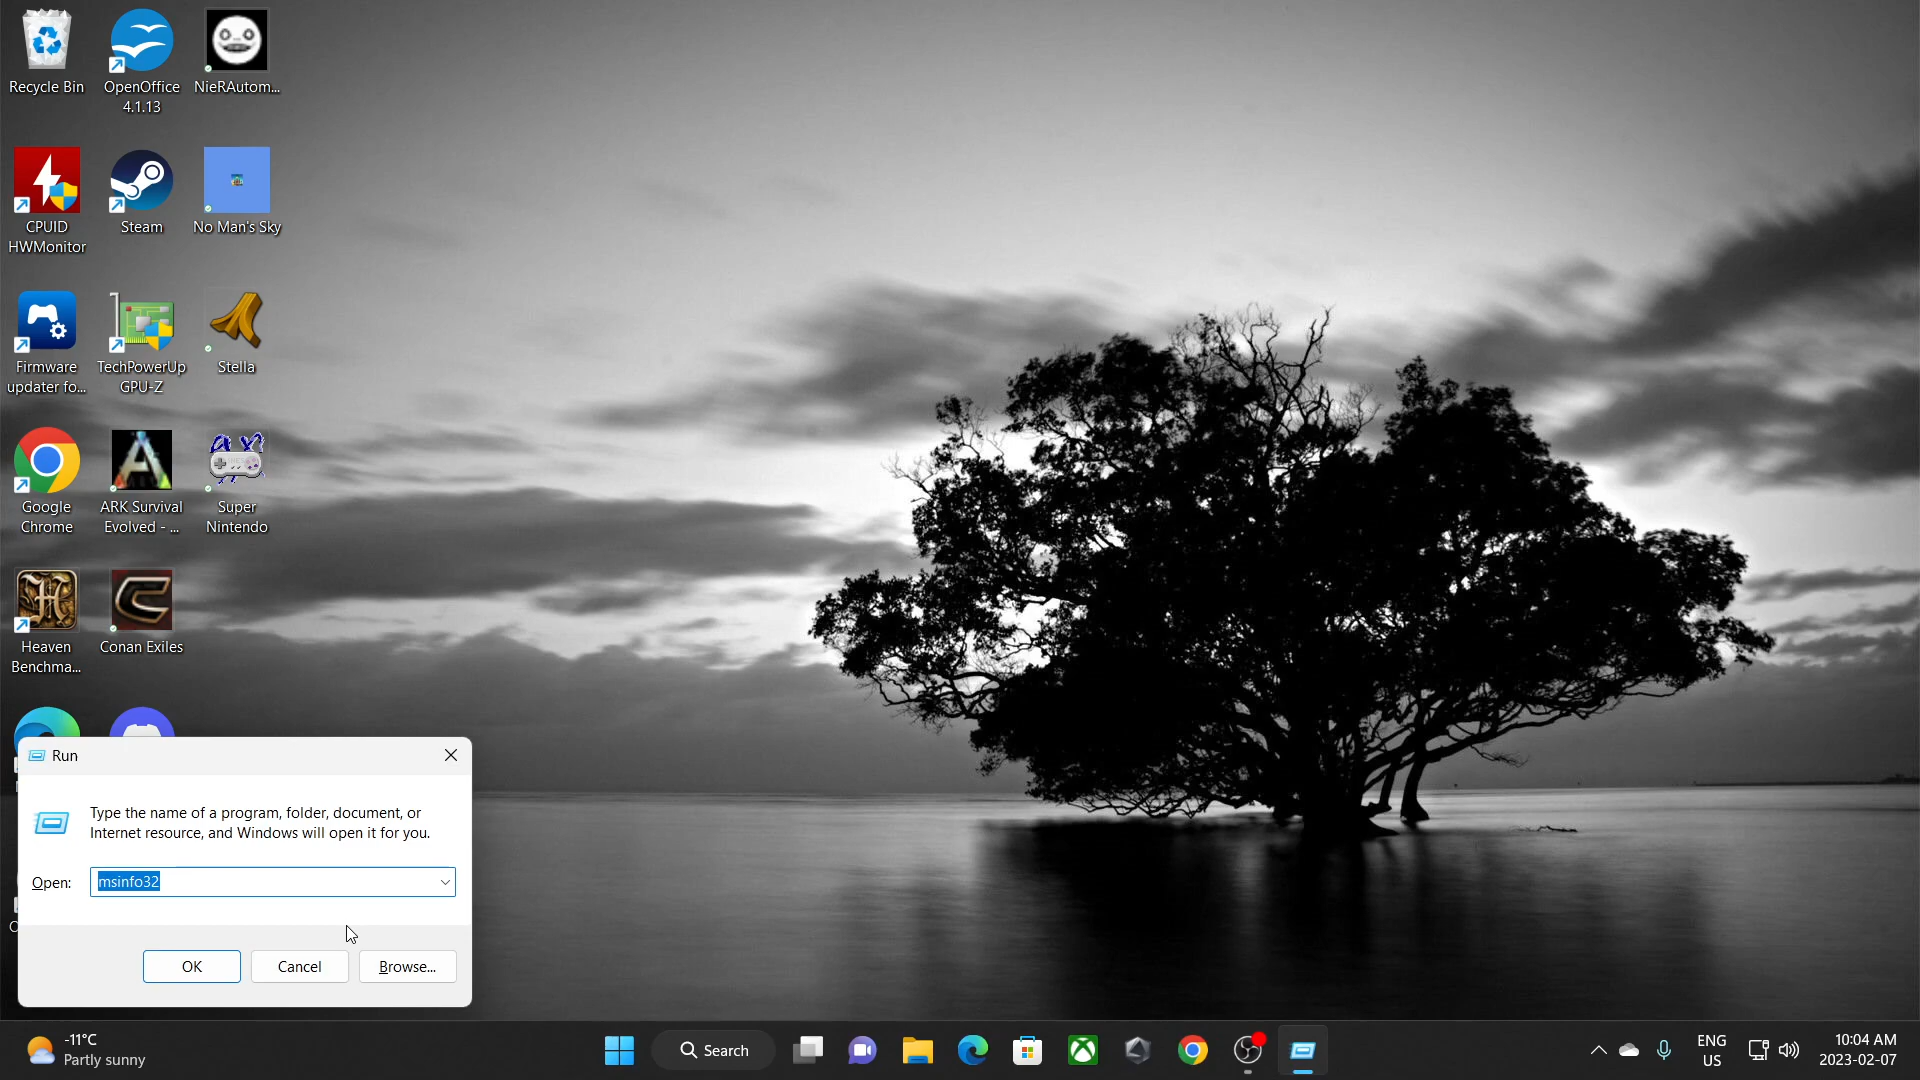 Recycle Bin
OpenOffice
4.1.13
NieRAutom...
CPUID
HWMonitor
Steam
No Man's Sky
Firmware
updater fo...
TechPowerUp
GPU-Z
Stella
Google
Chrome
ARK Survival
Evolved - ...
Super
Nintendo
Heaven
Benchma...
Conan Exiles
Run
Type the name of a program, folder, document, or
Internet resource, and Windows will open it for you.
Open:
msinfo32
OK
Cancel
Browse...
-11°C
Partly sunny
Search
ENG
US
10:04 AM
2023-02-07